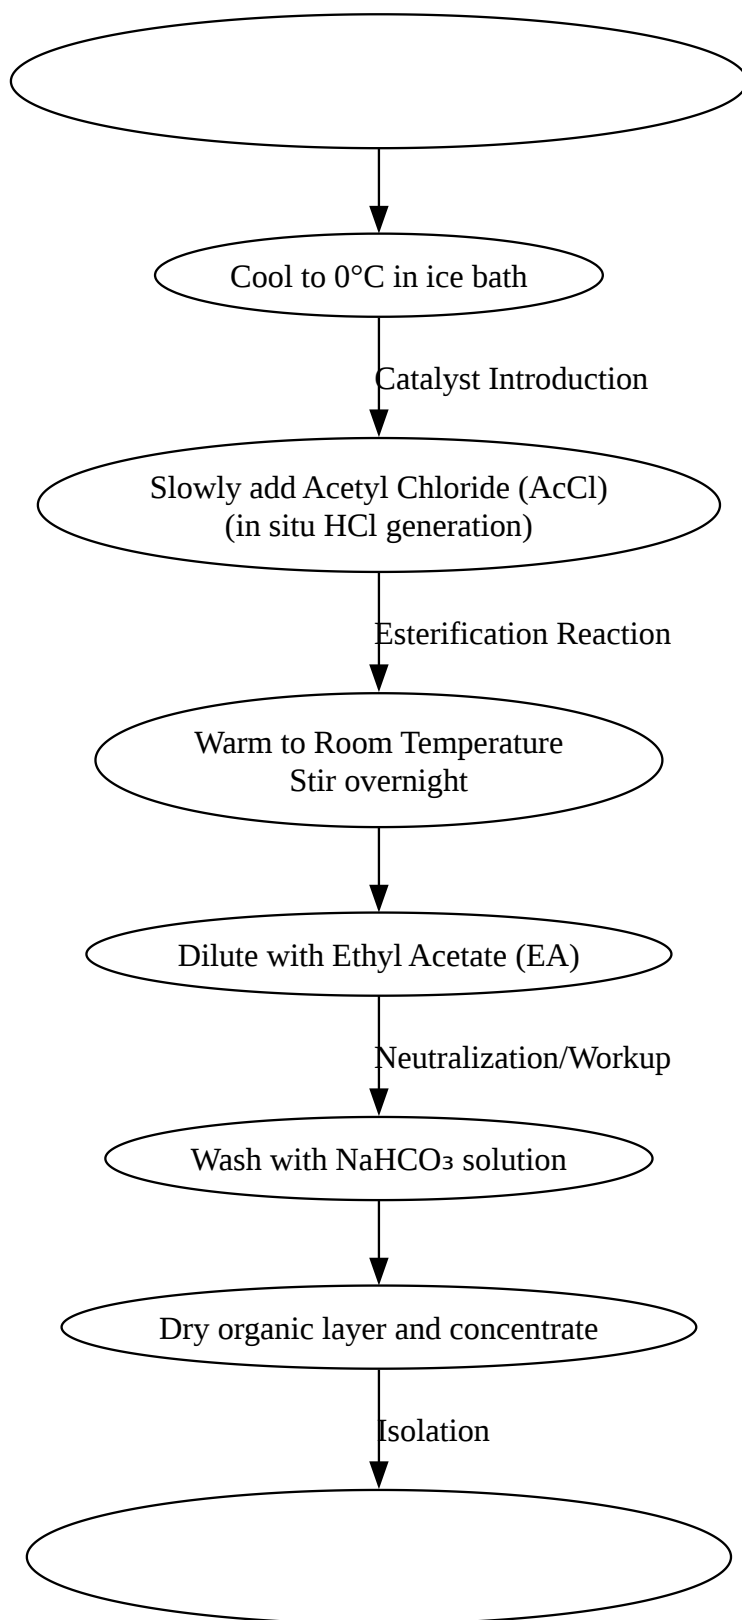 Cool to 0°C in ice bath
Catalyst Introduction
Slowly add Acetyl Chloride (AcCl)
(in situ HCl generation)
Esterification Reaction
Warm to Room Temperature
Stir overnight
Dilute with Ethyl Acetate (EA)
Neutralization/Workup
Wash with NaHCO₃ solution
Dry organic layer and concentrate
Isolation